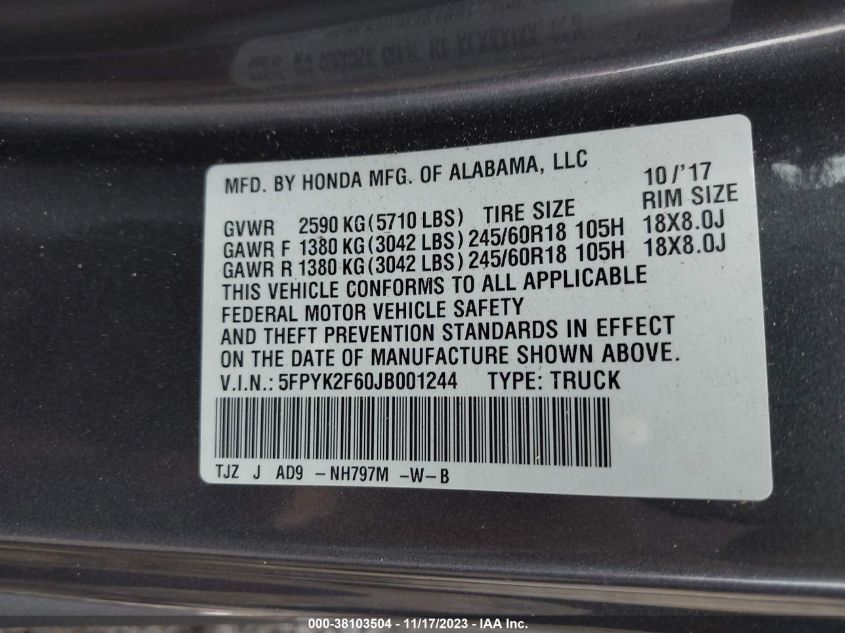 MFD. BY HONDA MFG. OF ALABAMA, LLC 10/'17
GVWR 2590 KG(5710 LBS) TIRE SIZE RIM SIZE
GAWR F 1380 KG(3042 LBS) 245/60R18 105H 18X8.0J
GAWR R 1380 KG(3042 LBS) 245/60R18 105H 18X8.0J
THIS VEHICLE CONFORMS TO ALL APPLICABLE
FEDERAL MOTOR VEHICLE SAFETY
AND THEFT PREVENTION STANDARDS IN EFFECT
ON THE DATE OF MANUFACTURE SHOWN ABOVE.
V.I.N.: 5FPYK2F60JB001244 TYPE: TRUCK
TJZ J AD9 -NH797M -W-B
000-38103504 - 11/17/2023 - IAA Inc.